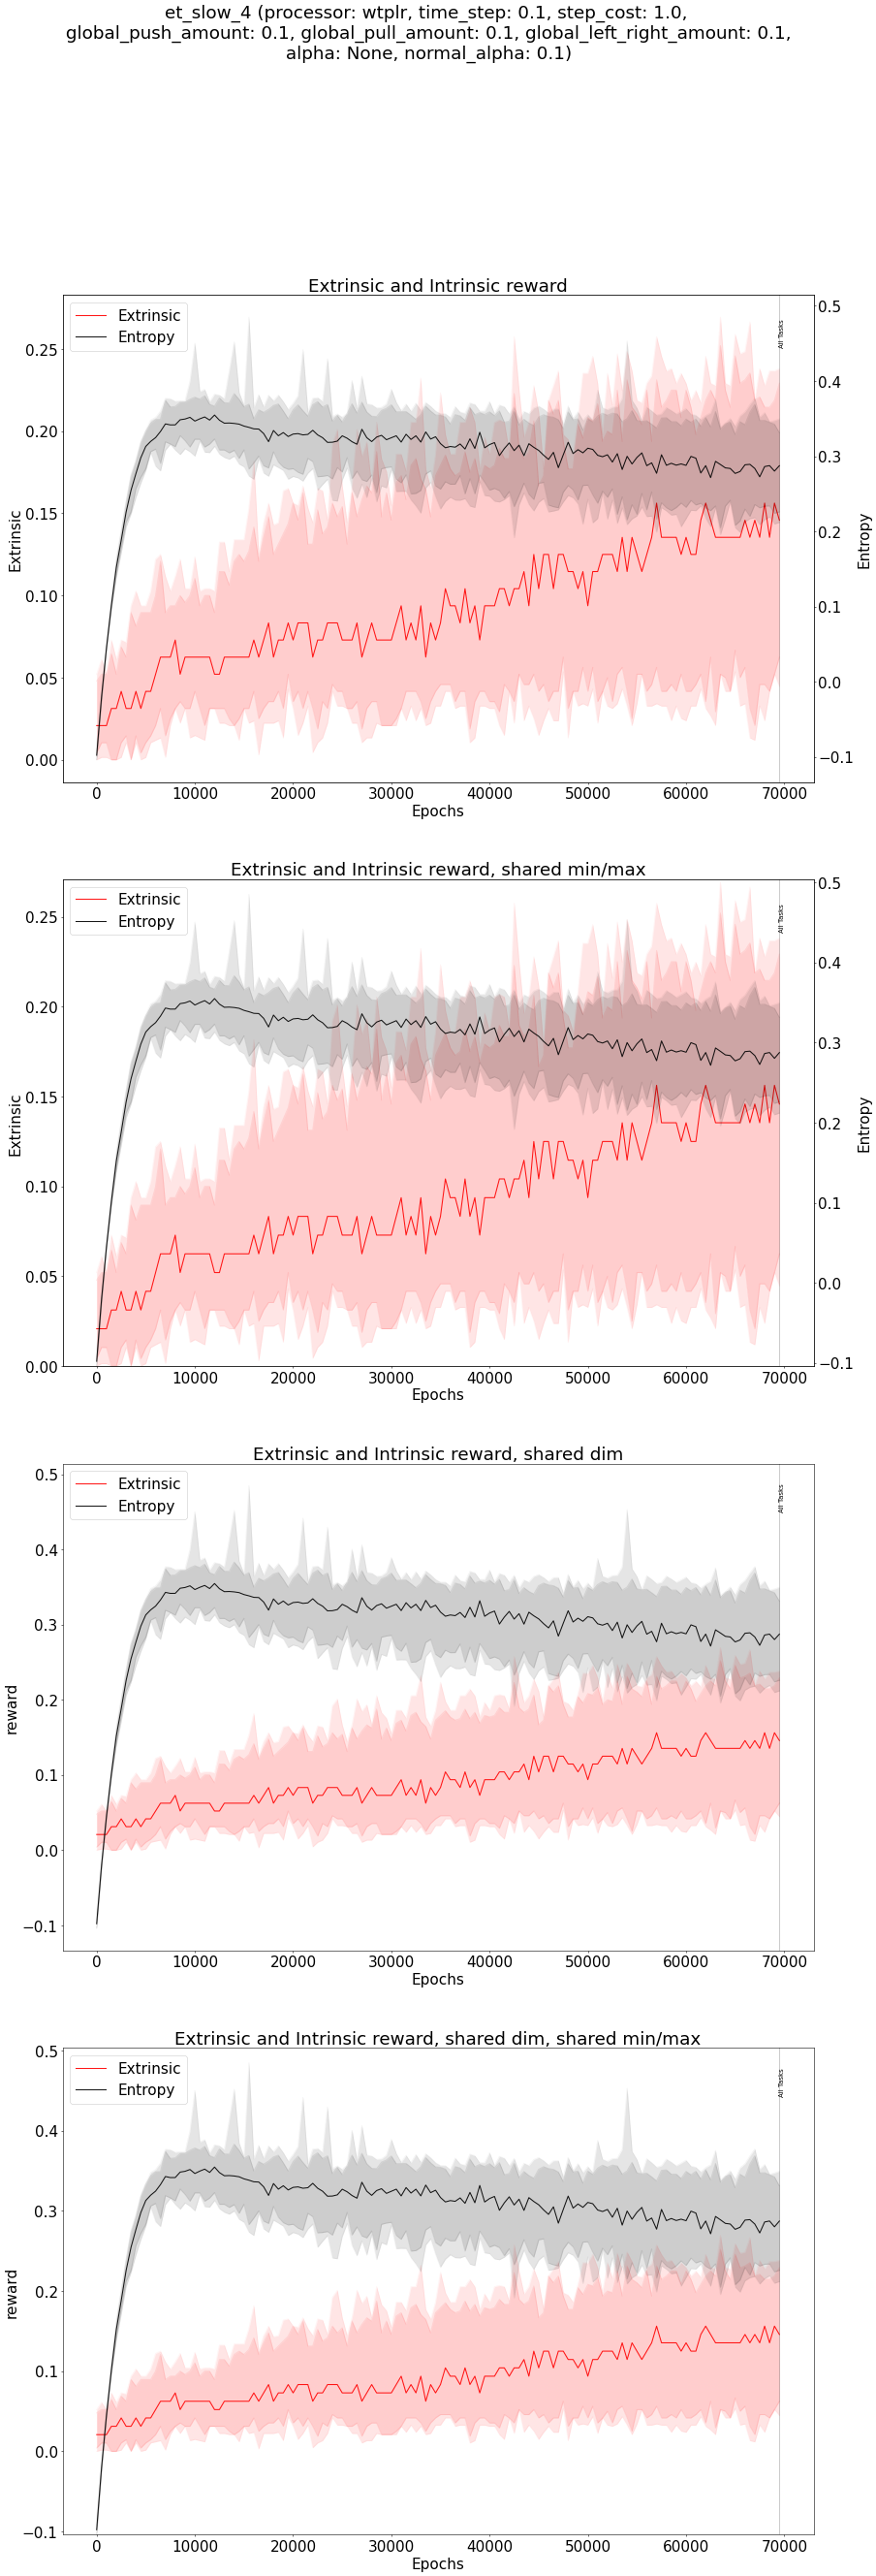 et_slow_4 (processor: wtplr, time_step: 0.1, step_cost: 1.0,
global_push_amount: 0.1, global_pull_amount: 0.1, global_left_right_amount: 0.1,
alpha: None, normal_alpha: 0.1)
Extrinsic and Intrinsic reward
Extrinsic
Entropy
All Tasks
0.25
0.20
0.15
0.10
0.05
0.00
Extrinsic
0.5
0.4
0.3
0.2
0.1
0.0
−0.1
Entropy
0 10000 20000 30000 40000 50000 60000 70000
Epochs
Extrinsic and Intrinsic reward, shared min/max
Extrinsic
Entropy
All Tasks
0.25
0.20
0.15
0.10
0.05
0.00
Extrinsic
0.5
0.4
0.3
0.2
0.1
0.0
−0.1
Entropy
0 10000 20000 30000 40000 50000 60000 70000
Epochs
Extrinsic and Intrinsic reward, shared dim
Extrinsic
Entropy
All Tasks
0.5
0.4
0.3
0.2
0.1
0.0
−0.1
reward
0 10000 20000 30000 40000 50000 60000 70000
Epochs
Extrinsic and Intrinsic reward, shared dim, shared min/max
Extrinsic
Entropy
All Tasks
0.5
0.4
0.3
0.2
0.1
0.0
−0.1
reward
0 10000 20000 30000 40000 50000 60000 70000
Epochs